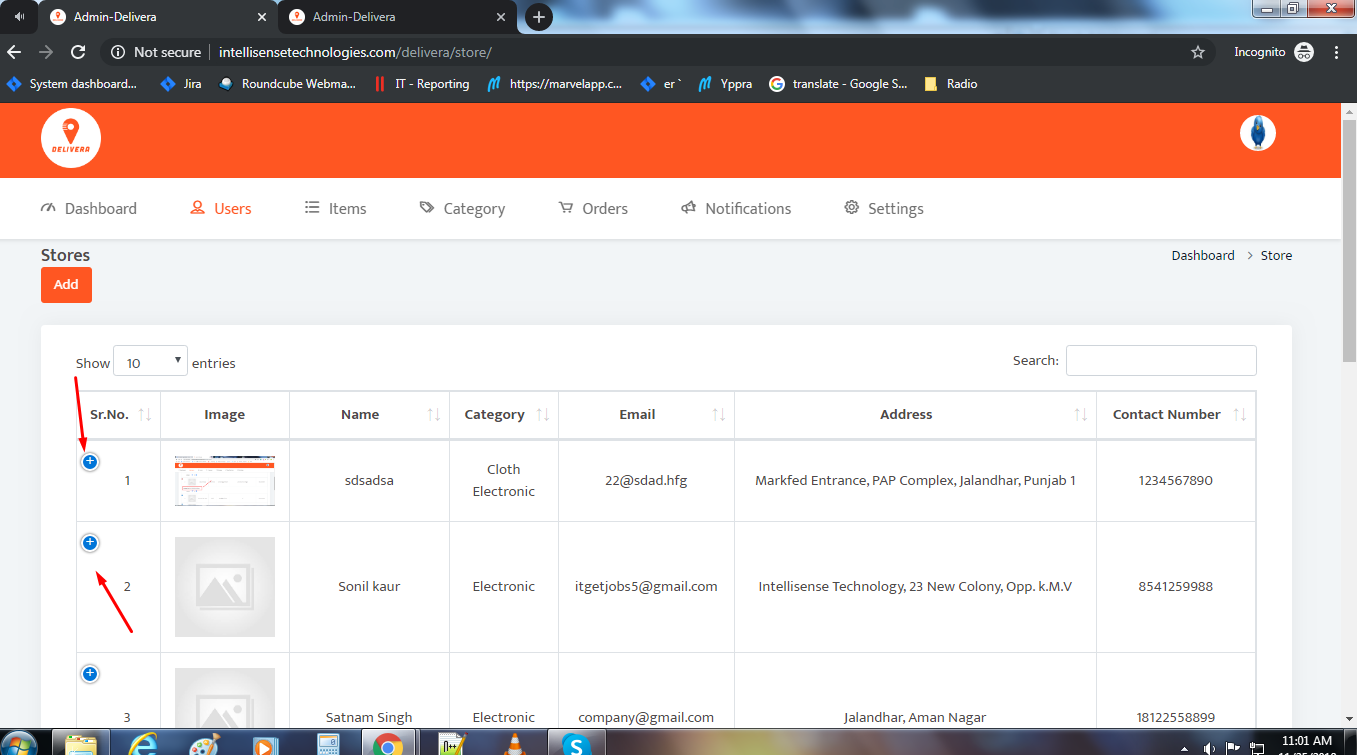 Admin-Delivera
Admin-Delivera
Not secure
intellisensetechnologies.com/delivera/store/
Incognito
System dashboard...
Jira
Roundcube Webma...
IT - Reporting
https://marvelapp.c...
er `
Yppra
translate - Google S...
Radio
DELIVERA
Dashboard
Users
Items
Category
Orders
Notifications
Settings
Stores
Dashboard > Store
Add
Show 10 entries
Search:
Sr.No. Image Name Category Email Address Contact Number
1 sdsadsa Cloth Electronic 22@sdad.hfg Markfed Entrance, PAP Complex, Jalandhar, Punjab 1 1234567890
2 Sonil kaur Electronic itgetjobs5@gmail.com Intellisense Technology, 23 New Colony, Opp. k.M.V 8541259988
3 Satnam Singh Electronic company@gmail.com Jalandhar, Aman Nagar 18122558899
11:01 AM